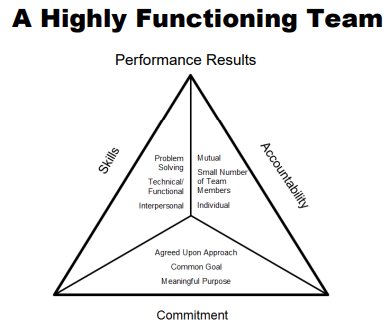 A Highly Functioning Team
Performance Results
Skills
Accountability
Problem
Solving
Technical/
Functional
Interpersonal
Mutual
Small Number
of Team
Members
Individual
Agreed Upon Approach
Common Goal
Meaningful Purpose
Commitment